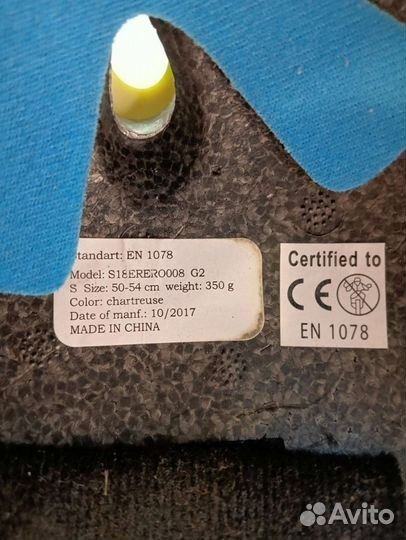 Standart: EN 1078
Model: S18ERERO008 G2
S Size: 50-54 cm weight: 350 g
Color: chartreuse
Date of manf.: 10/2017
MADE IN CHINA
Certified to
CE
EN 1078
Avito